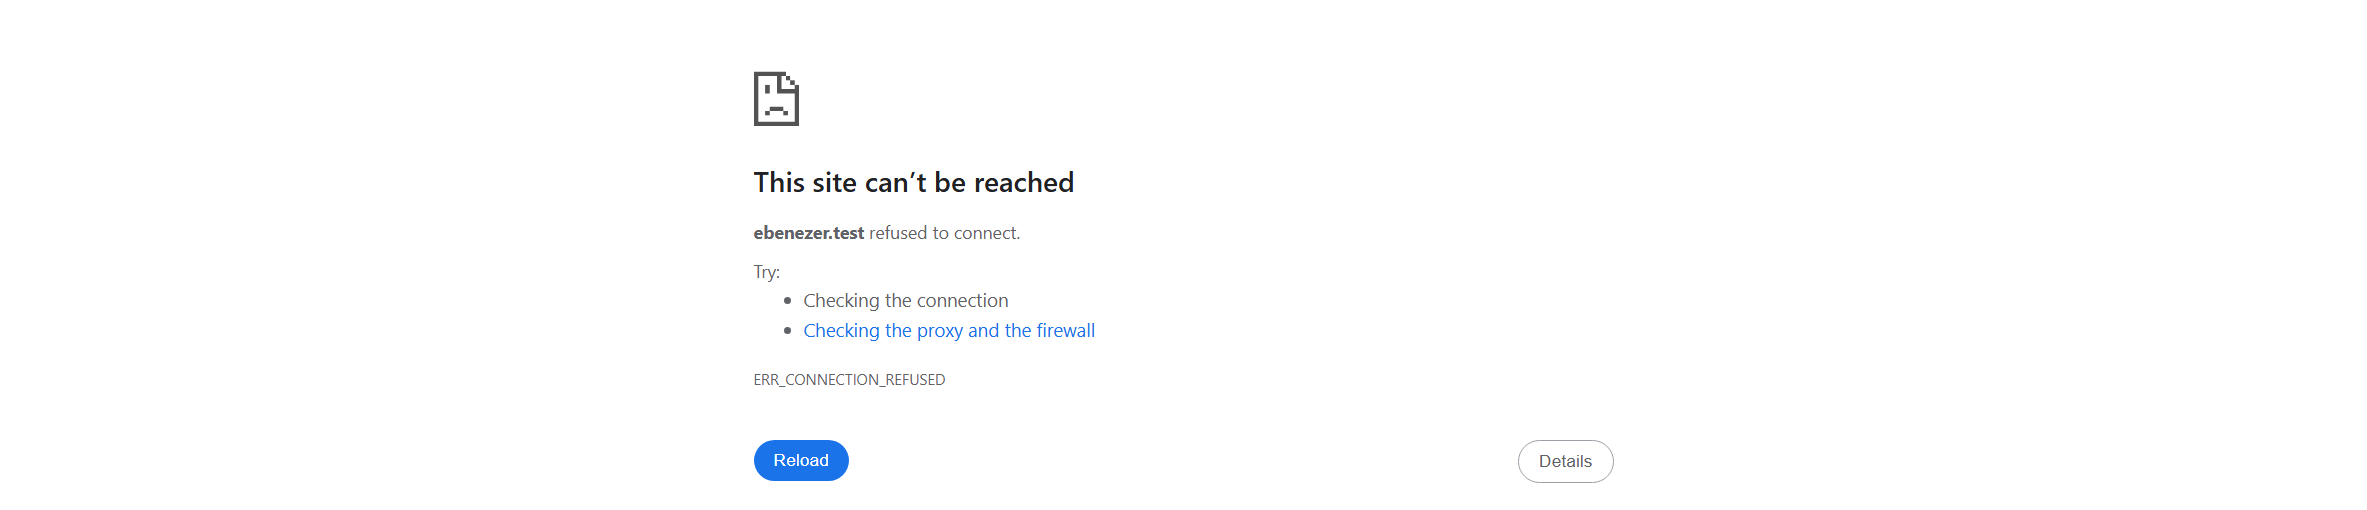 This site can’t be reached
ebenezer.test refused to connect.
Try:
Checking the connection
Checking the proxy and the firewall
ERR_CONNECTION_REFUSED
Reload
Details